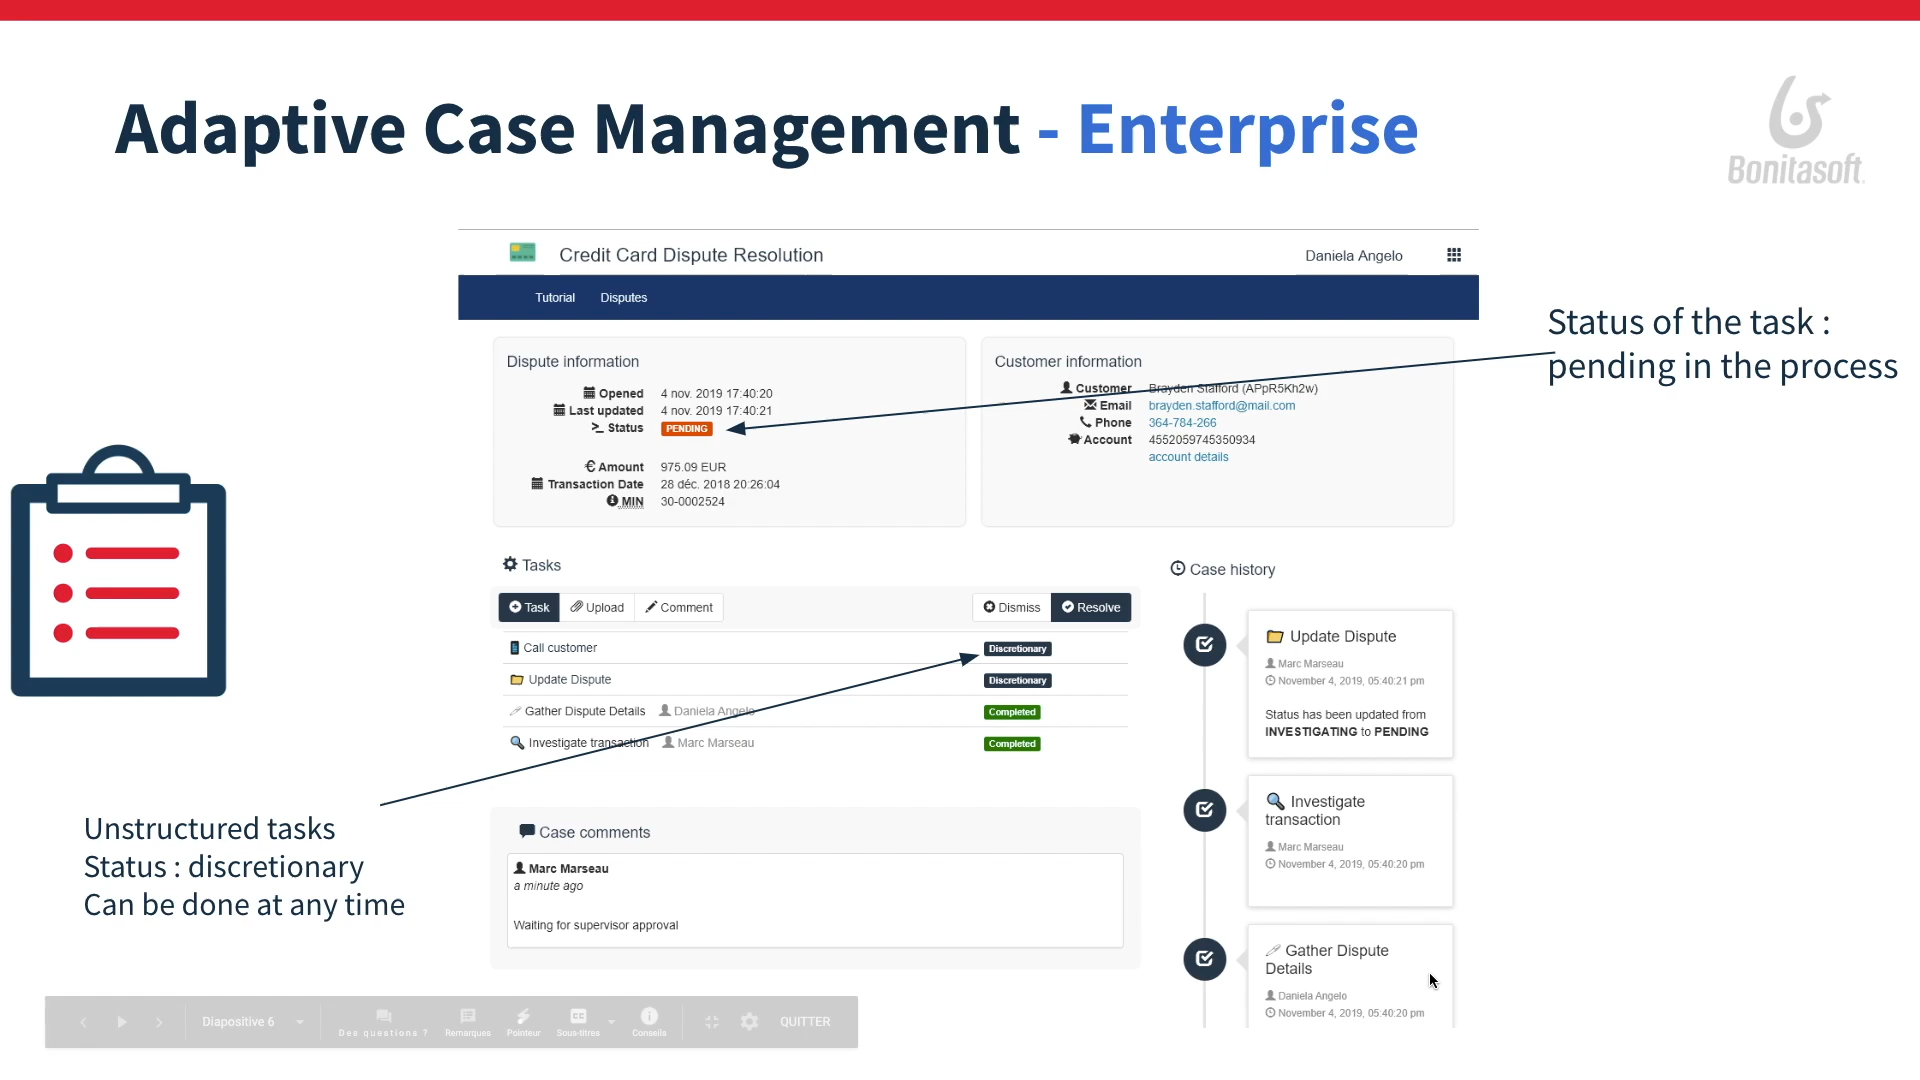 Adaptive Case Management - Enterprise
Bonitasoft
Credit Card Dispute Resolution
Daniela Angelo
Tutorial Disputes
Status of the task :
pending in the process
Dispute information
Opened 4 nov. 2019 17:40:20
Last updated 4 nov. 2019 17:40:21
Status PENDING
Amount 975.09 EUR
Transaction Date 28 déc. 2018 20:26:04
MIN 30-0002524
Customer information
Customer Brayden Stafford (APpR5Kh2w)
Email brayden.stafford@mail.com
Phone 364-784-266
Account 4552059745350934
account details
Tasks
Task Upload Comment Dismiss Resolve
Call customer Discretionary
Update Dispute Discretionary
Gather Dispute Details Daniela Angelo Completed
Investigate transaction Marc Marseau Completed
Unstructured tasks
Status : discretionary
Can be done at any time
Case comments
Marc Marseau
a minute ago
Waiting for supervisor approval
Case history
Update Dispute
Marc Marseau
November 4, 2019, 05:40:21 pm
Status has been updated from
INVESTIGATING to PENDING
Investigate
transaction
Marc Marseau
November 4, 2019, 05:40:20 pm
Gather Dispute
Details
Daniela Angelo
November 4, 2019, 05:40:20 pm
Diapositive 6
Des questions ?
Remarques
Pointeur
Sous-titres
Conseils
QUITTER